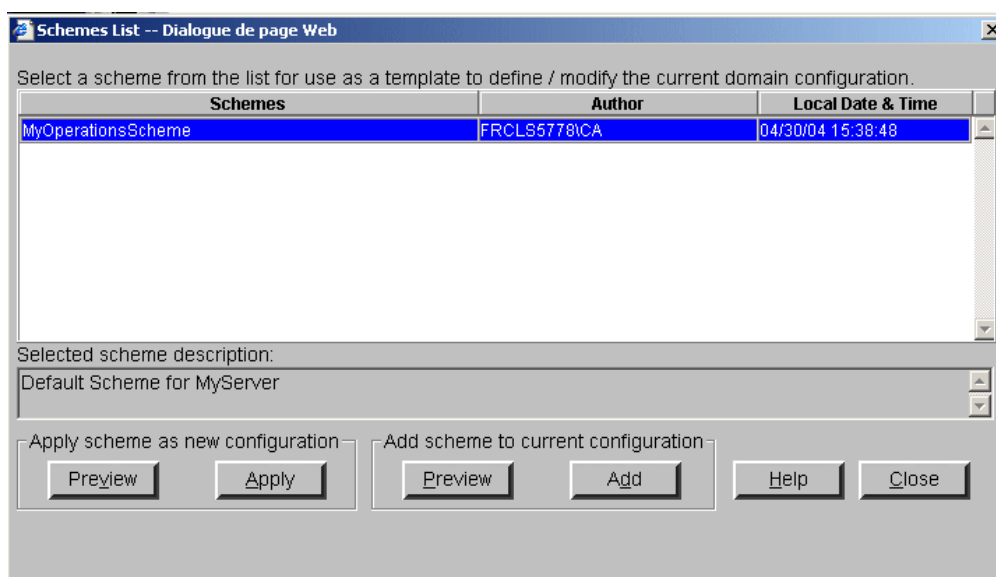 Schemes List -- Dialogue de page Web
Select a scheme from the list for use as a template to define / modify the current domain configuration.
Schemes Author Local Date & Time
MyOperationsScheme FRCLS5778\CA 04/30/04 15:38:48
Selected scheme description:
Default Scheme for MyServer
Apply scheme as new configuration Add scheme to current configuration
Preview Apply Preview Add Help Close